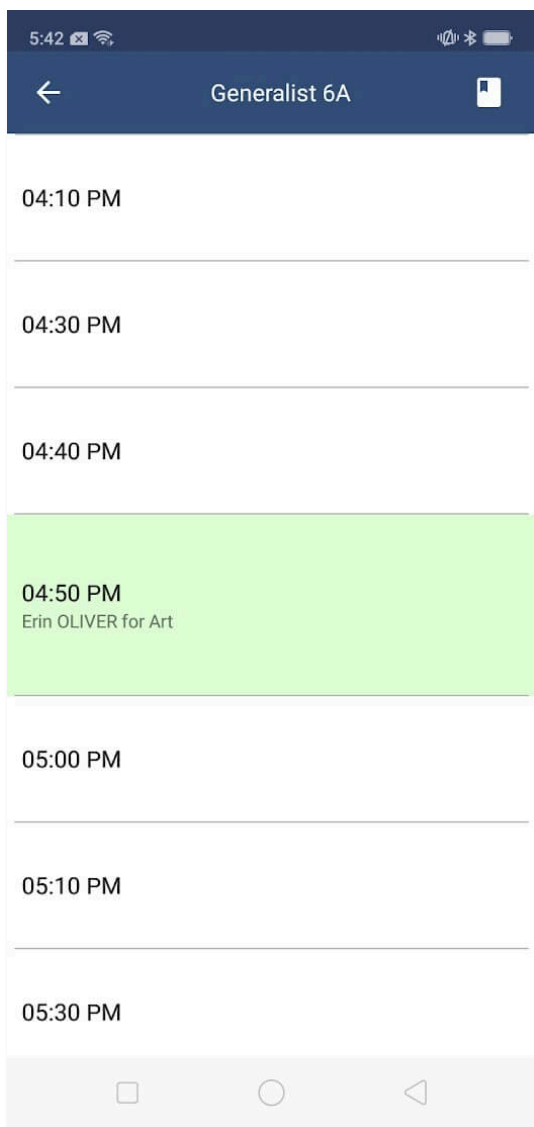 5:42
Generalist 6A
04:10 PM
04:30 PM
04:40 PM
04:50 PM
Erin OLIVER for Art
05:00 PM
05:10 PM
05:30 PM